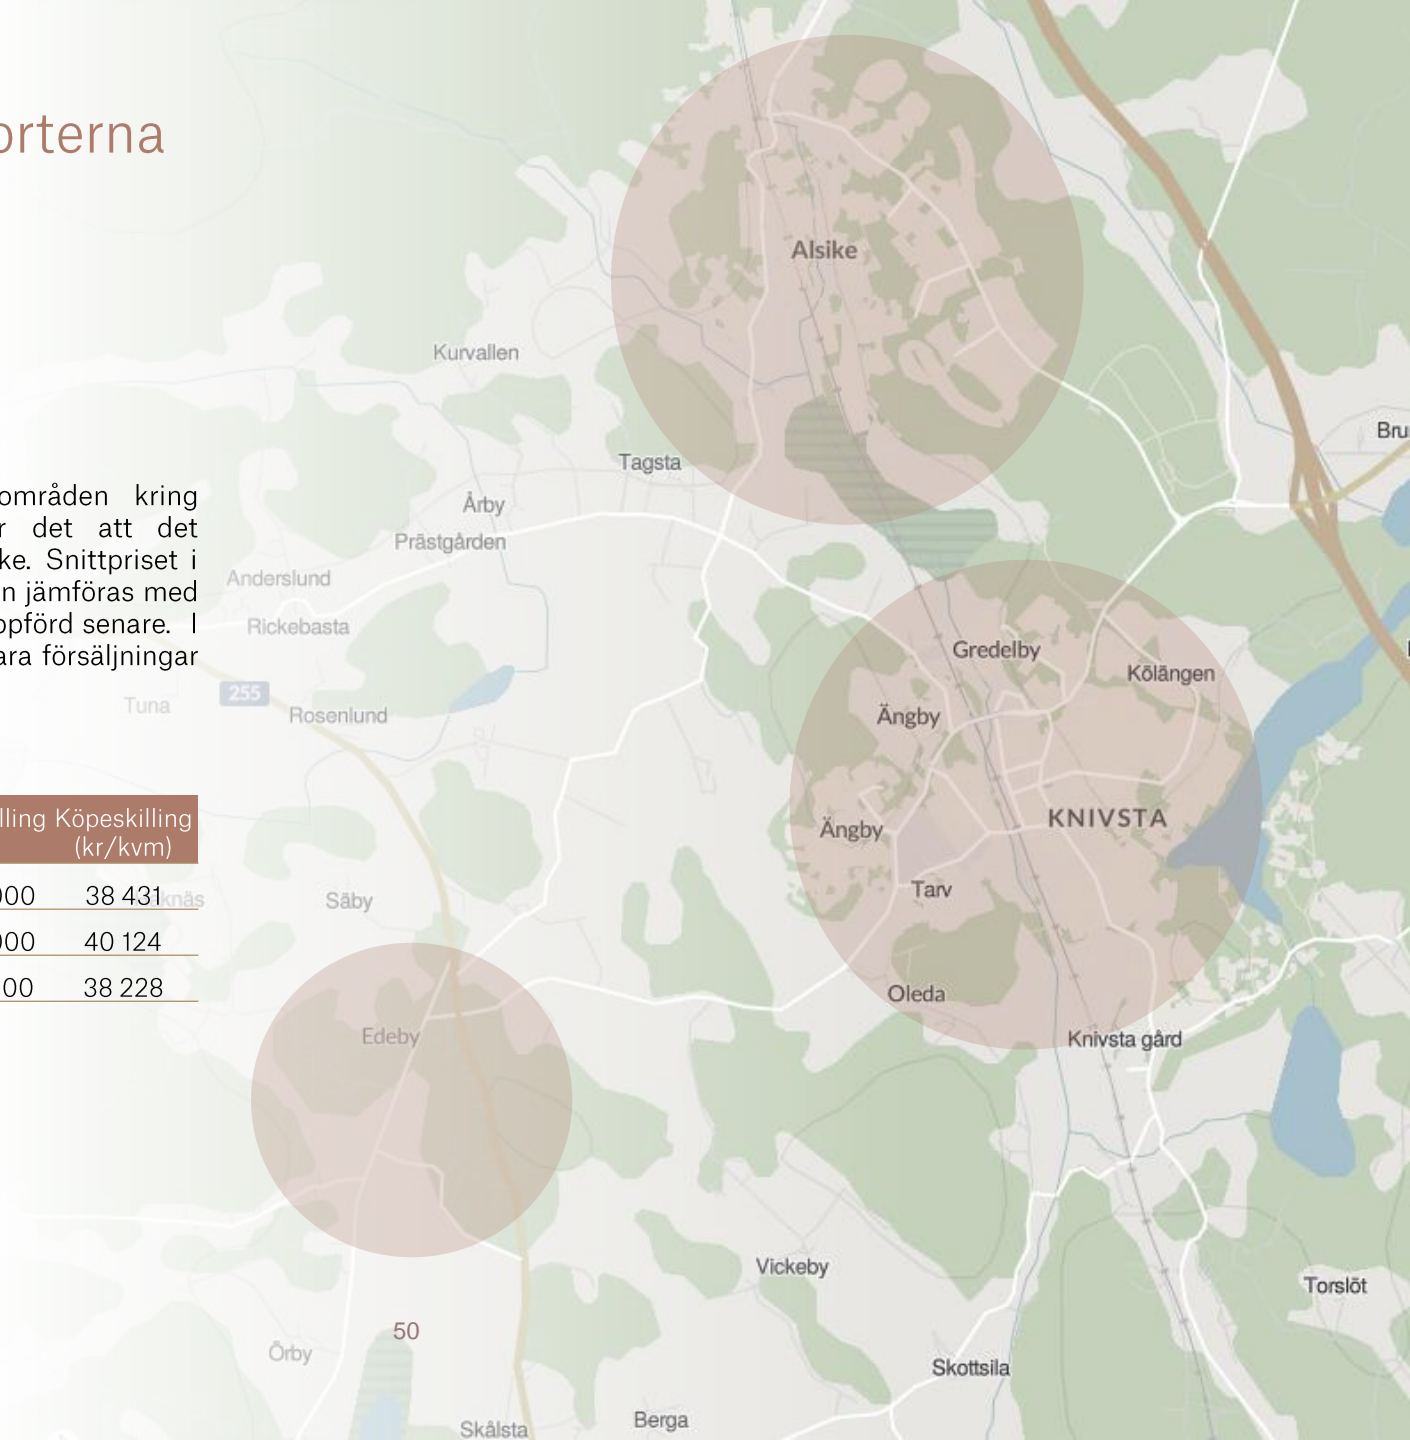 orterna
områden kring
r det att det
ke. Snittpriset i
n jämföras med
ppförd senare. I
ara försäljningar
lling Köpeskilling
(kr/kvm)
000 38 431
000 40 124
00 38 228
Alsike
Kurvallen
Tagsta
Årby
Prästgården
Anderslund
Rickebasta
Tuna
255
Rosenlund
Gredelby
Kölängen
Ängby
KNIVSTA
Ängby
Tarv
Säby
Oleda
Edeby
Knivsta gård
Vickeby
Torslöt
50
Örby
Skottsila
Berga
Skålsta
Bru
knäs